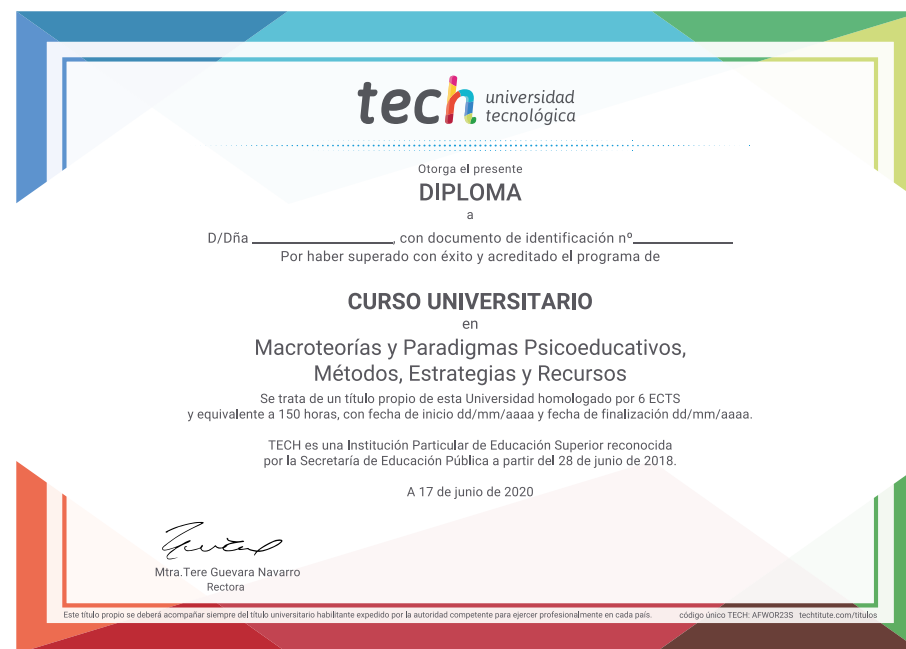 tech universidad
tecnológica
Otorga el presente
DIPLOMA
a
D/Dña ____________________, con documento de identificación nº______________
Por haber superado con éxito y acreditado el programa de
CURSO UNIVERSITARIO
en
Macroteorías y Paradigmas Psicoeducativos,
Métodos, Estrategias y Recursos
Se trata de un título propio de esta Universidad homologado por 6 ECTS
y equivalente a 150 horas, con fecha de inicio dd/mm/aaaa y fecha de finalización dd/mm/aaaa.
TECH es una Institución Particular de Educación Superior reconocida
por la Secretaría de Educación Pública a partir del 28 de junio de 2018.
A 17 de junio de 2020
Mtra.Tere Guevara Navarro
Rectora
Este título propio se deberá acompañar siempre del título universitario habilitante expedido por la autoridad competente para ejercer profesionalmente en cada país. código único TECH: AFWOR23S techtitute.com/titulos